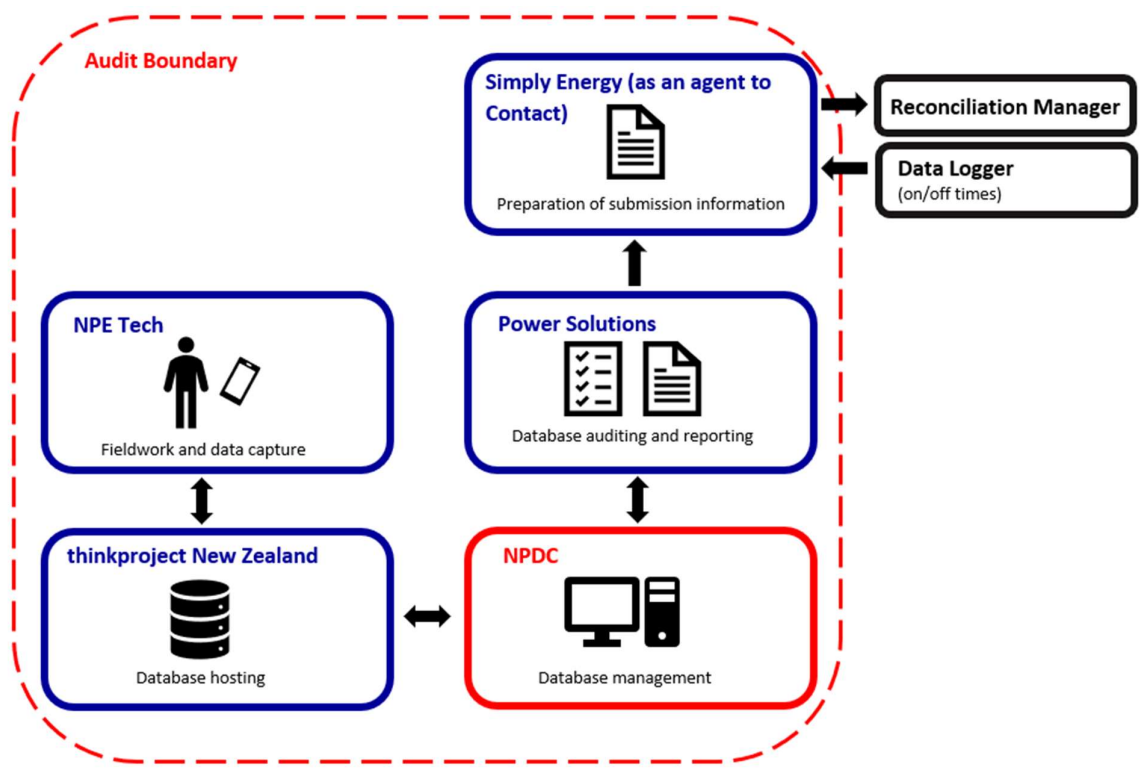 Audit Boundary
Simply Energy (as an agent to
Contact)
Preparation of submission information
Reconciliation Manager
Data Logger
(on/off times)
NPE Tech
Fieldwork and data capture
Power Solutions
Database auditing and reporting
thinkproject New Zealand
Database hosting
NPDC
Database management